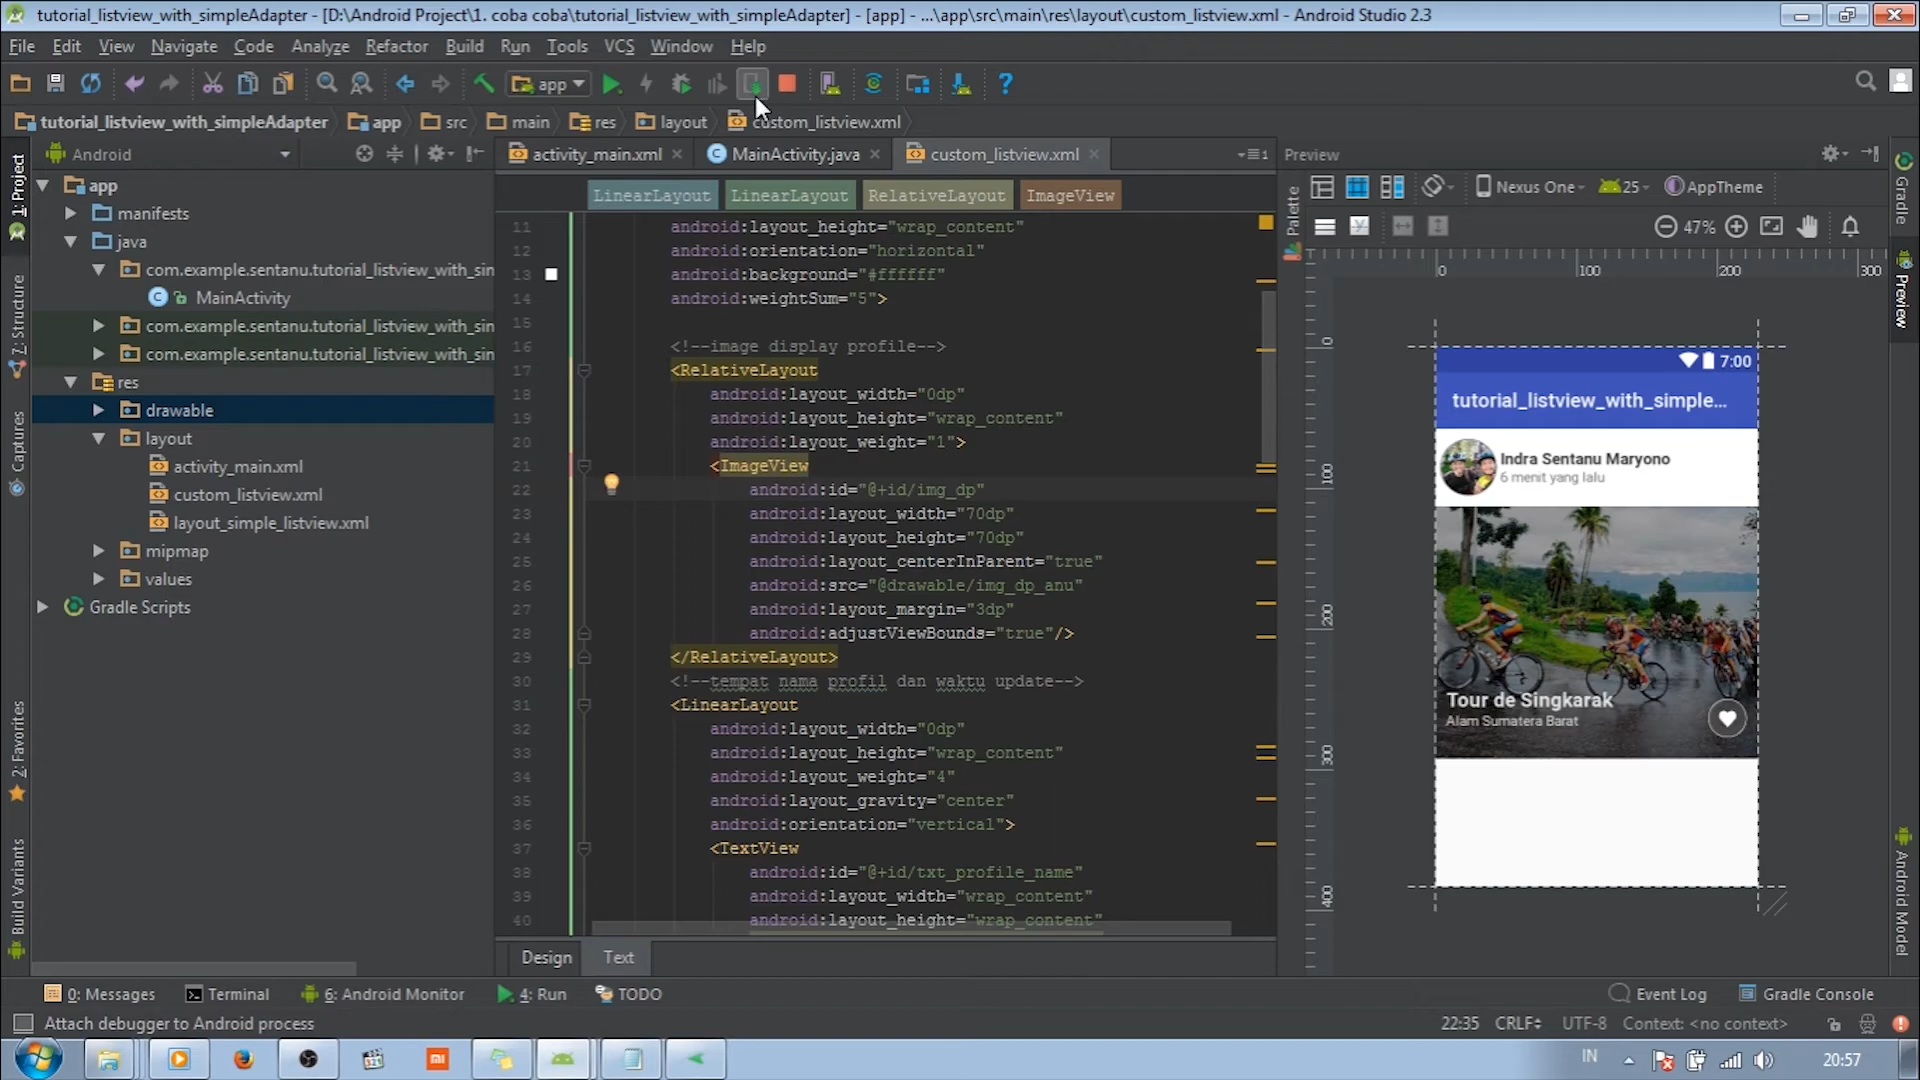 tutorial_listview_with_simpleAdapter - [D:\Android Project\1. coba coba\tutorial_listview_with_simpleAdapter] - [app] - ...\app\src\main\res\layout\custom_listview.xml - Android Studio 2.3
File Edit View Navigate Code Analyze Refactor Build Run Tools VCS Window Help
app
tutorial_listview_with_simpleAdapter app src main res layout custom_listview.xml
Android
activity_main.xml MainActivity.java custom_listview.xml
Preview
LinearLayout LinearLayout RelativeLayout ImageView
Nexus One 25 AppTheme
47%
0 100 200 300
1: Project
7: Structure
Captures
2: Favorites
Build Variants
app
manifests
java
com.example.sentanu.tutorial_listview_with_sin
MainActivity
com.example.sentanu.tutorial_listview_with_sin
com.example.sentanu.tutorial_listview_with_sin
res
drawable
layout
activity_main.xml
custom_listview.xml
layout_simple_listview.xml
mipmap
values
Gradle Scripts
11 android:layout_height="wrap_content"
12 android:orientation="horizontal"
13 android:background="#ffffff"
14 android:weightSum="5">
15
16 <!--image display profile-->
17 <RelativeLayout
18 android:layout_width="0dp"
19 android:layout_height="wrap_content"
20 android:layout_weight="1">
21 <ImageView
22 android:id="@+id/img_dp"
23 android:layout_width="70dp"
24 android:layout_height="70dp"
25 android:layout_centerInParent="true"
26 android:src="@drawable/img_dp_anu"
27 android:layout_margin="3dp"
28 android:adjustViewBounds="true"/>
29 </RelativeLayout>
30 <!--tempat nama profil dan waktu update-->
31 <LinearLayout
32 android:layout_width="0dp"
33 android:layout_height="wrap_content"
34 android:layout_weight="4"
35 android:layout_gravity="center"
36 android:orientation="vertical">
37 <TextView
38 android:id="@+id/txt_profile_name"
39 android:layout_width="wrap_content"
40 android:layout_height="wrap_content"
Design Text
Palette
0
100
200
300
400
7:00
tutorial_listview_with_simple...
Indra Sentanu Maryono
6 menit yang lalu
Tour de Singkarak
Alam Sumatera Barat
Gradle
Preview
Android Model
0: Messages Terminal 6: Android Monitor 4: Run TODO Event Log Gradle Console
Attach debugger to Android process 22:35 CRLF UTF-8 Context: <no context>
321
mi
IN 20:57